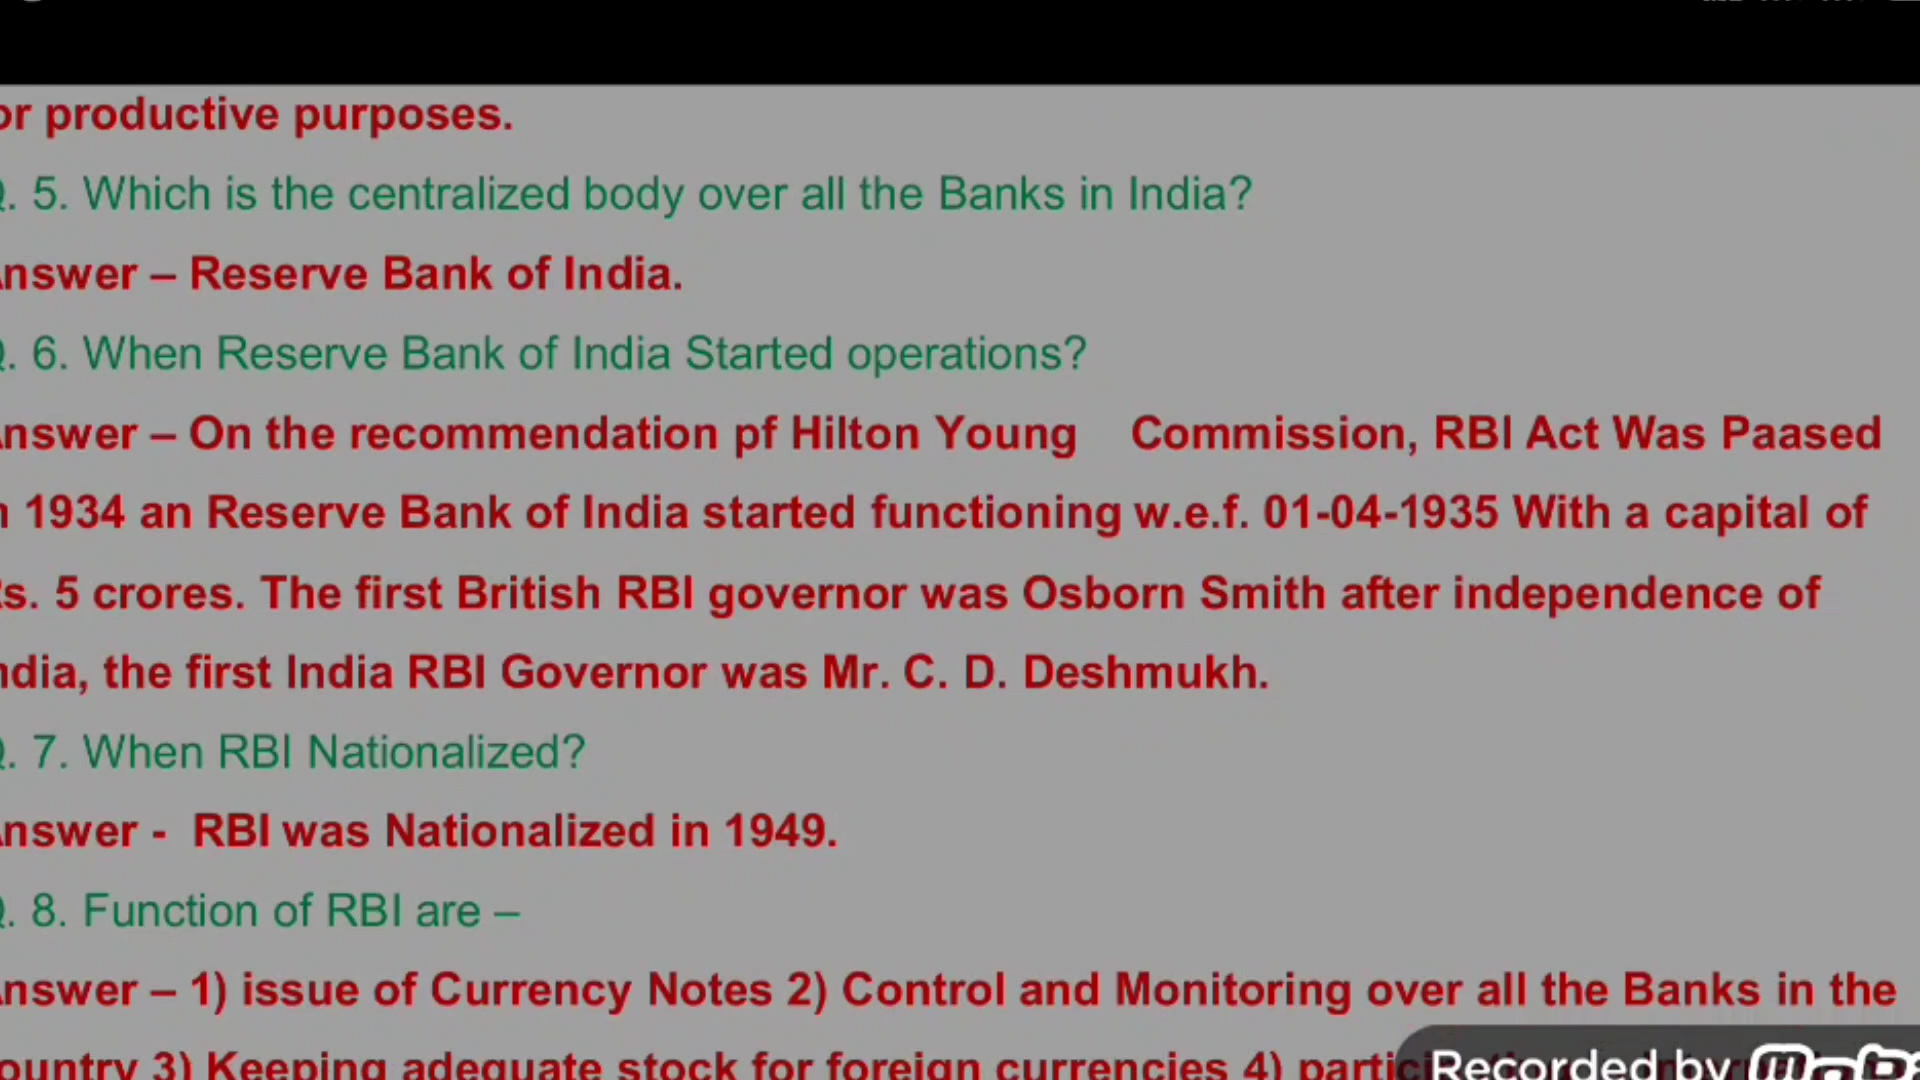 or productive purposes.
. 5. Which is the centralized body over all the Banks in India?
nswer – Reserve Bank of India.
. 6. When Reserve Bank of India Started operations?
nswer – On the recommendation pf Hilton Young Commission, RBI Act Was Paased
1934 an Reserve Bank of India started functioning w.e.f. 01-04-1935 With a capital of
s. 5 crores. The first British RBI governor was Osborn Smith after independence of
ndia, the first India RBI Governor was Mr. C. D. Deshmukh.
. 7. When RBI Nationalized?
nswer - RBI was Nationalized in 1949.
. 8. Function of RBI are –
nswer – 1) issue of Currency Notes 2) Control and Monitoring over all the Banks in the
ountry 3) Keeping adequate stock for foreign currencies 4)
Recorded by